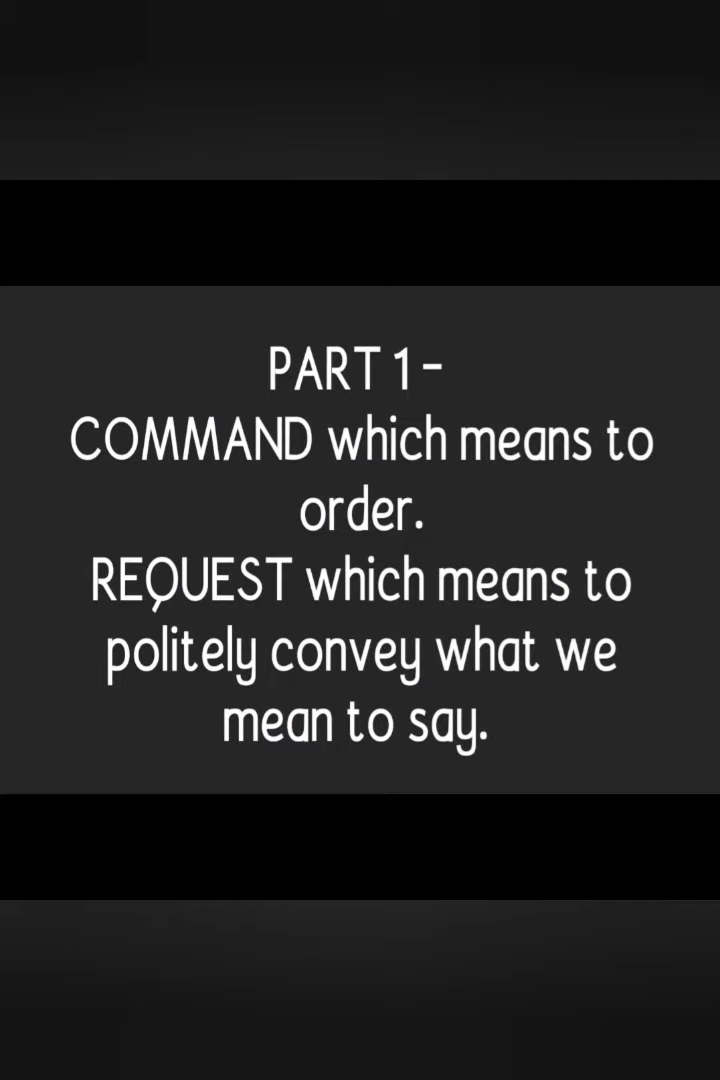 PART 1 -
COMMAND which means to
order.
REQUEST which means to
politely convey what we
mean to say.